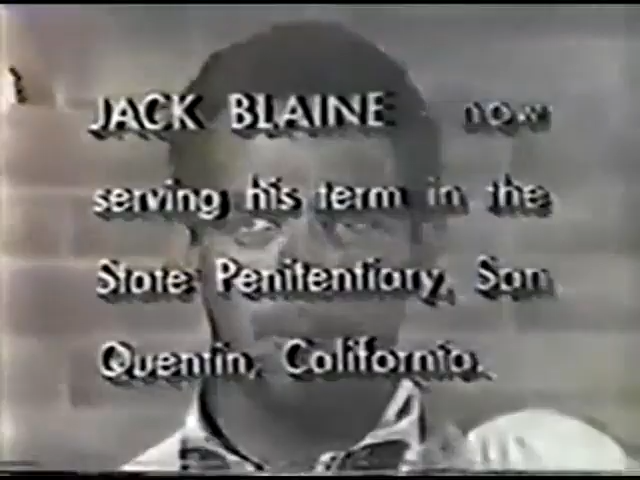 JACK BLAINE now
serving his term in the
State Penitentiary, San
Quentin, California.